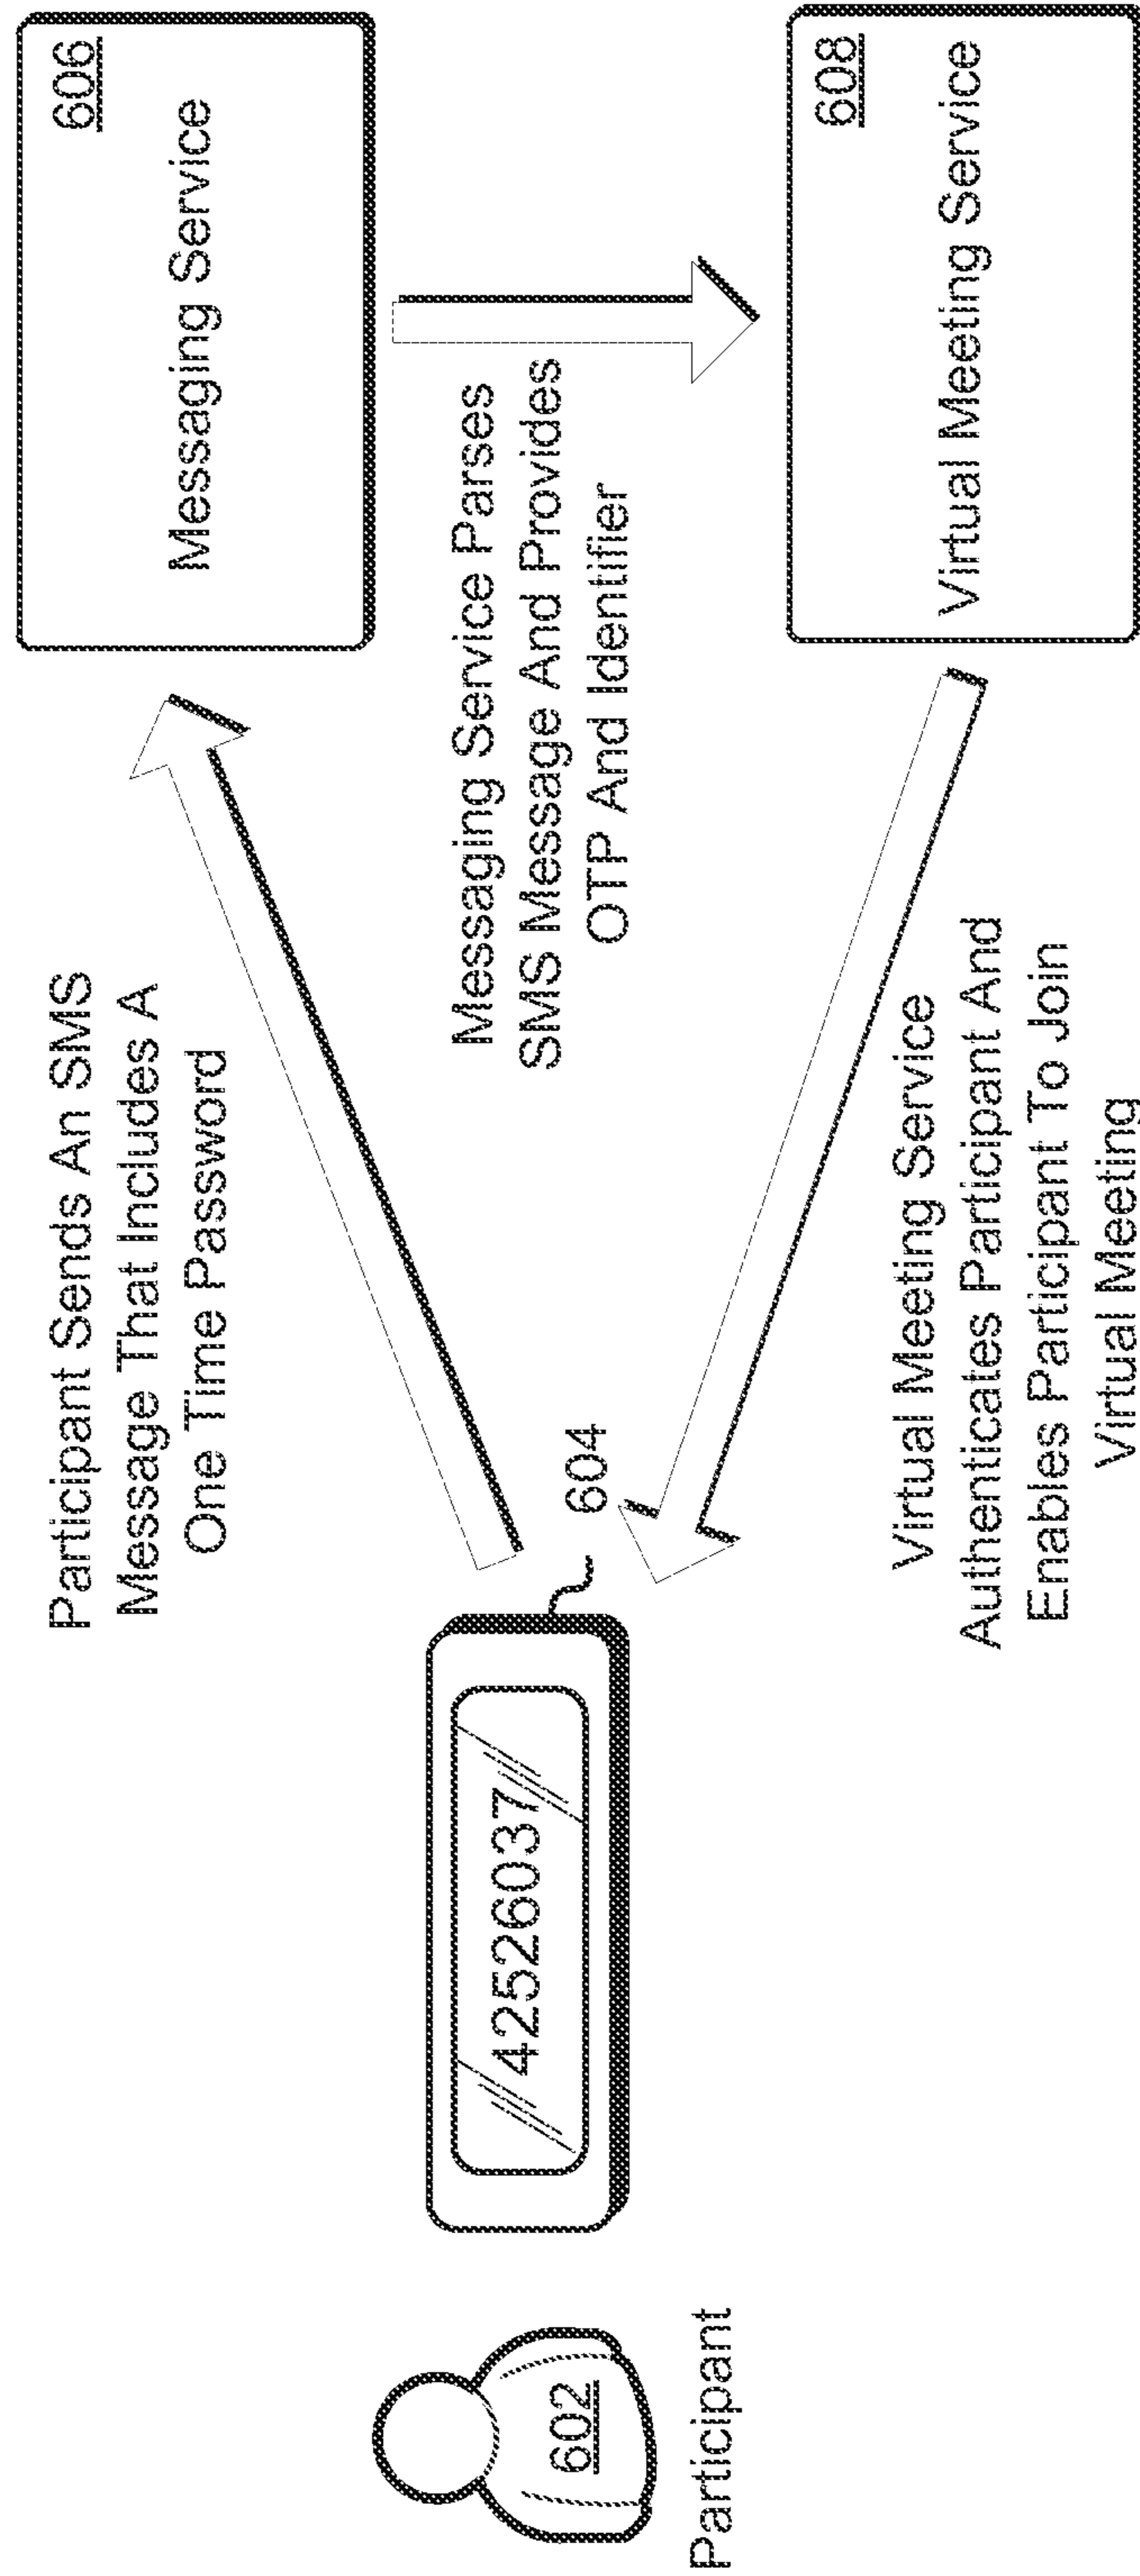 Participant Sends An SMS
Message That Includes A
One Time Password
606
Messaging Service
602
Participant
42526037
604
Messaging Service Parses
SMS Message And Provides
OTP And Identifier
Virtual Meeting Service
Authenticates Participant And
Enables Participant To Join
Virtual Meeting
608
Virtual Meeting Service